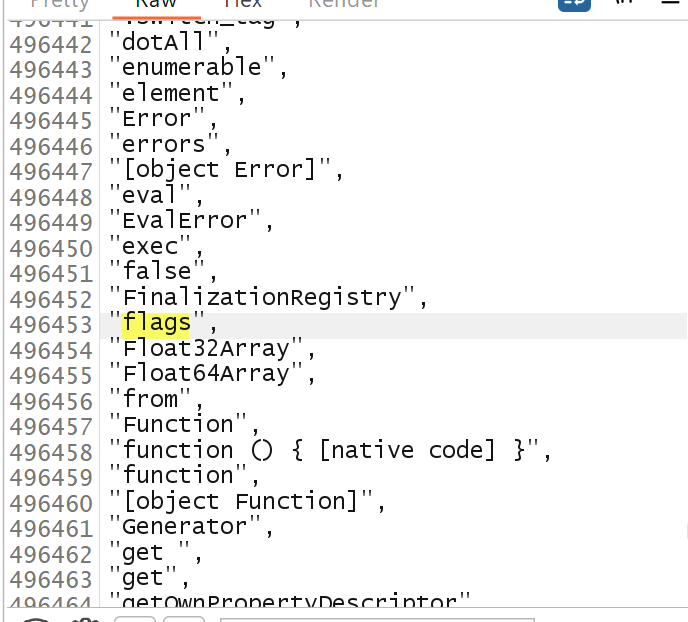 Pretty Raw Hex Render
496441 ".switch_tag",
496442 "dotAll",
496443 "enumerable",
496444 "element",
496445 "Error",
496446 "errors",
496447 "[object Error]",
496448 "eval",
496449 "EvalError",
496450 "exec",
496451 "false",
496452 "FinalizationRegistry",
496453 "flags",
496454 "Float32Array",
496455 "Float64Array",
496456 "from",
496457 "Function",
496458 "function () { [native code] }",
496459 "function",
496460 "[object Function]",
496461 "Generator",
496462 "get ",
496463 "get",
496464 "getOwnPropertyDescriptor"